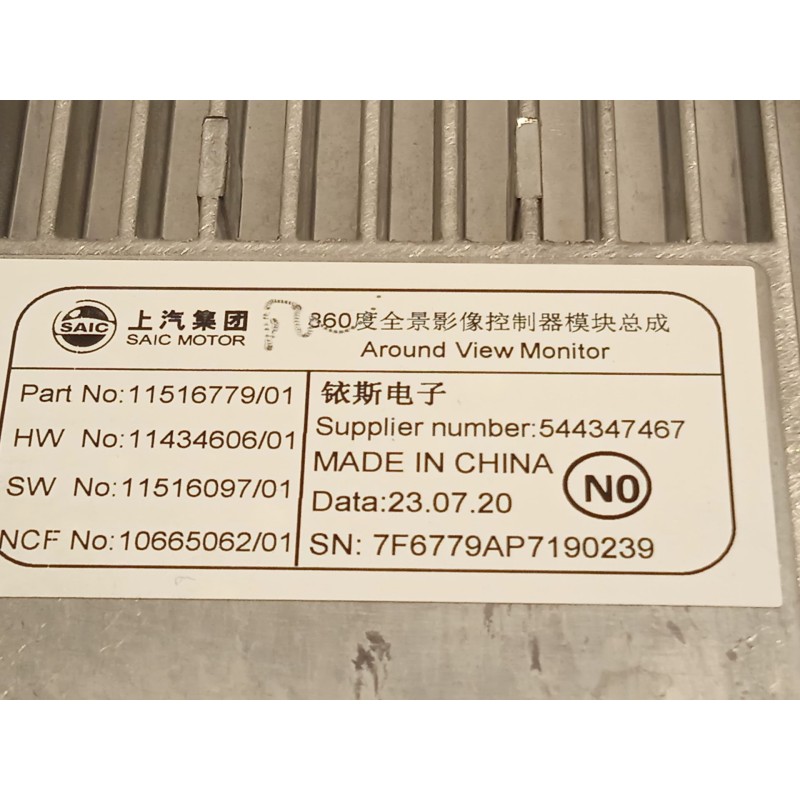 SAIC
上汽集团
SAIC MOTOR
360度全景影像控制器模块总成
Around View Monitor
Part No:11516779/01
HW No:11434606/01
SW No:11516097/01
NCF No:10665062/01
铱斯电子
Supplier number:544347467
MADE IN CHINA
N0
Data:23.07.20
SN: 7F6779AP7190239